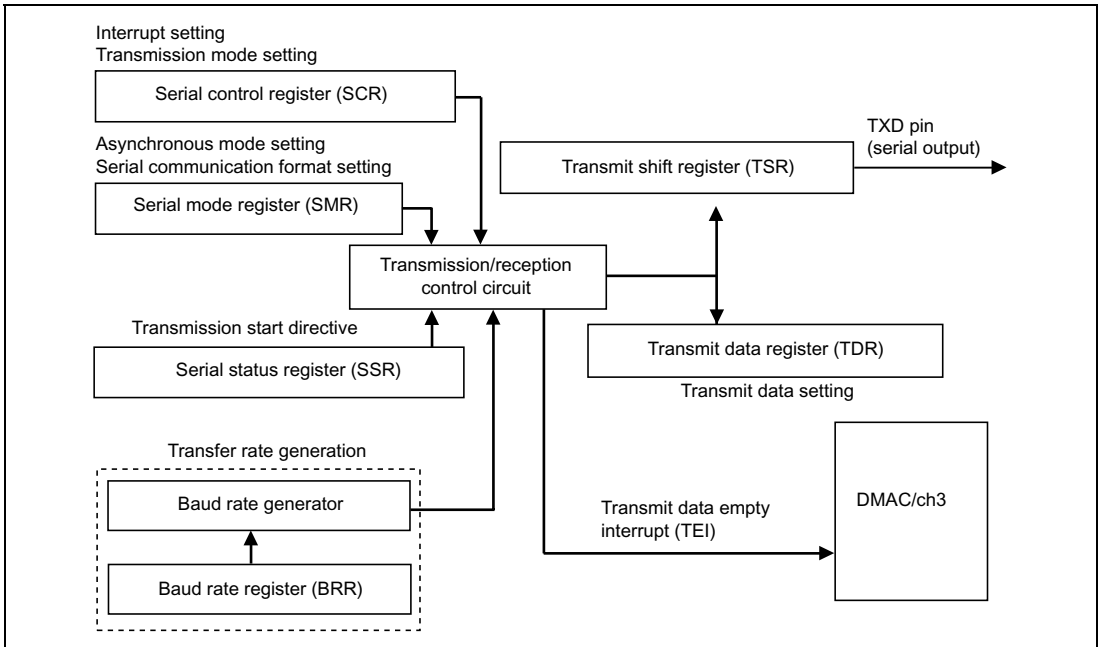 Interrupt setting
Transmission mode setting
Serial control register (SCR)
Asynchronous mode setting
Serial communication format setting
Serial mode register (SMR)
Transmit shift register (TSR)
TXD pin
(serial output)
Transmission/reception
control circuit
Transmission start directive
Serial status register (SSR)
Transmit data register (TDR)
Transmit data setting
Transfer rate generation
Baud rate generator
Baud rate register (BRR)
Transmit data empty
interrupt (TEI)
DMAC/ch3